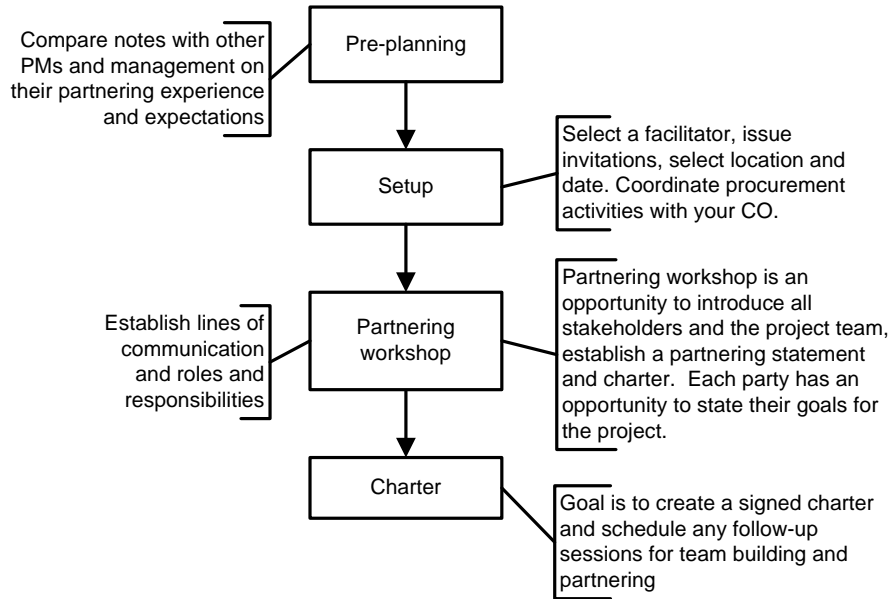 Compare notes with other
PMs and management on
their partnering experience
and expectations
Pre-planning
Setup
Select a facilitator, issue
invitations, select location and
date. Coordinate procurement
activities with your CO.
Establish lines of
communication
and roles and
responsibilities
Partnering
workshop
Partnering workshop is an
opportunity to introduce all
stakeholders and the project team,
establish a partnering statement
and charter.  Each party has an
opportunity to state their goals for
the project.
Charter
Goal is to create a signed charter
and schedule any follow-up
sessions for team building and
partnering